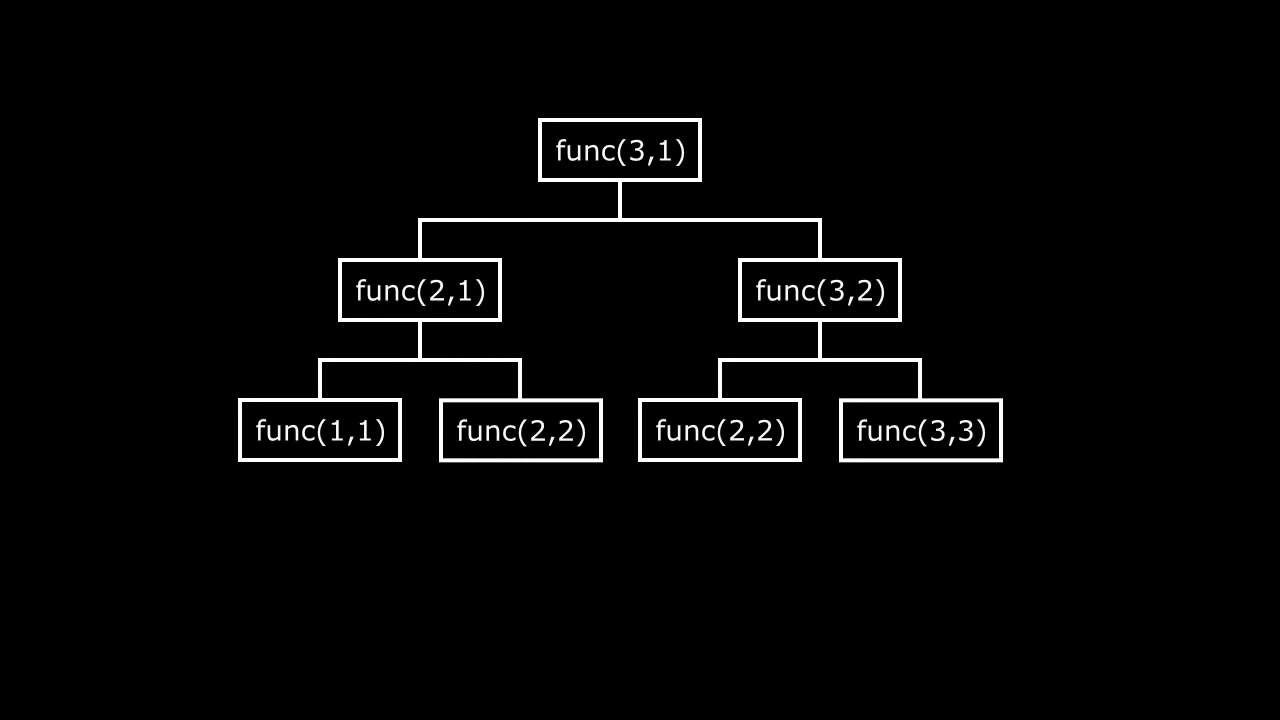 func(3,1)
func(2,1)
func(3,2)
func(1,1)
func(2,2)
func(2,2)
func(3,3)